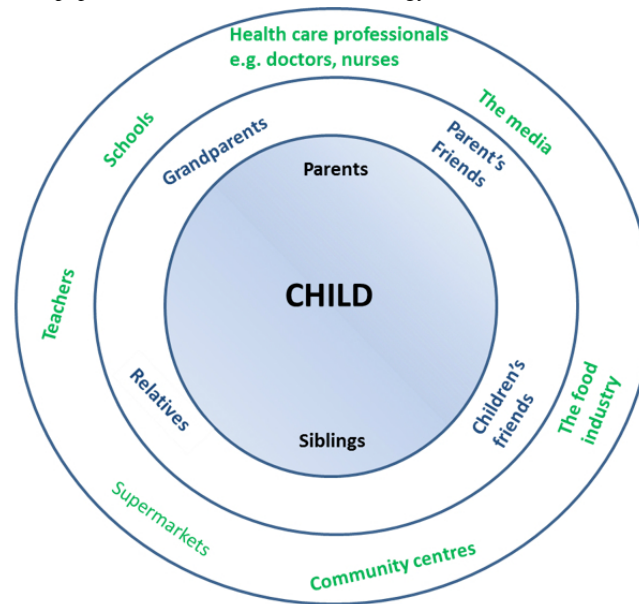 Health care professionals
e.g. doctors, nurses
The media
Schools
Grandparents
Parent's
Friends
Parents
CHILD
Teachers
Relatives
Siblings
Children's
friends
The food
industry
Supermarkets
Community centres